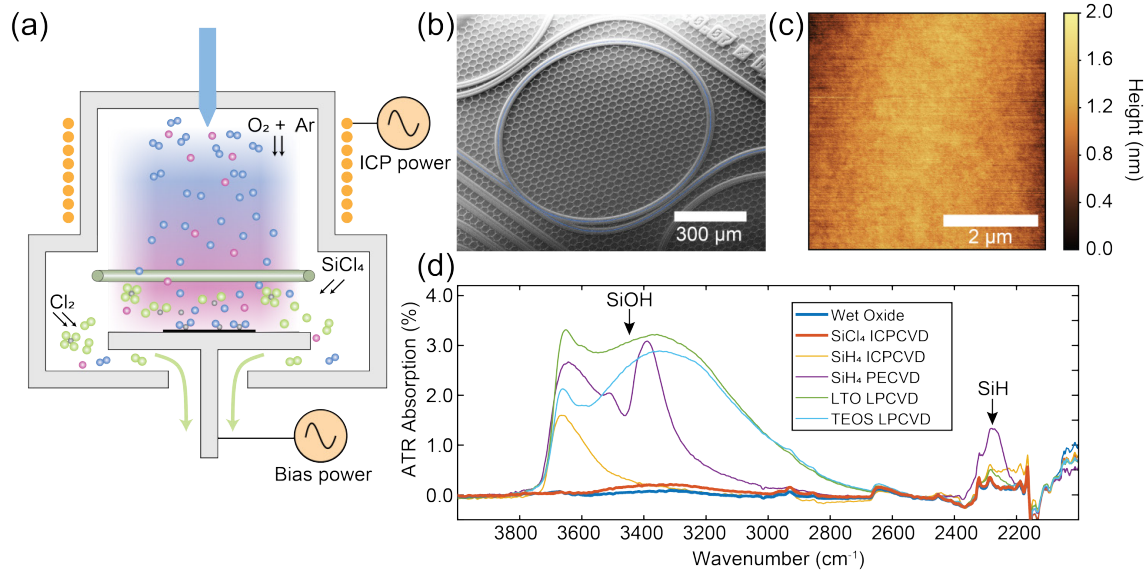 (a)
O₂ + Ar
ICP power
SiCl₄
Cl₂
Bias power
(b)
300 μm
(c)
2 μm
2.0
1.6
1.2
0.8
0.4
0.0
Height (nm)
(d)
ATR Absorption (%)
4.0
3.0
2.0
1.0
0.0
SiOH
Wet Oxide
SiCl₄ ICPCVD
SiH₄ ICPCVD
SiH₄ PECVD
LTO LPCVD
TEOS LPCVD
SiH
3800 3600 3400 3200 3000 2800 2600 2400 2200
Wavenumber (cm⁻¹)